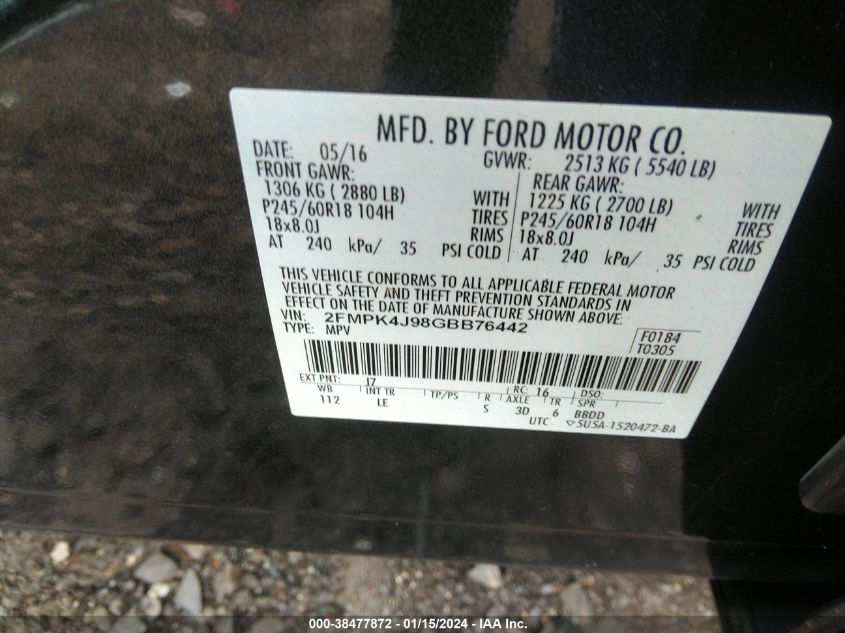 MFD. BY FORD MOTOR CO.
DATE: 05/16 GVWR: 2513 KG ( 5540 LB)
FRONT GAWR: REAR GAWR:
1306 KG ( 2880 LB) WITH 1225 KG ( 2700 LB) WITH
P245/60R18 104H TIRES P245/60R18 104H TIRES
18x8.0J RIMS 18x8.0J RIMS
AT 240 kPa/ 35 PSI COLD AT 240 kPa/ 35 PSI COLD
THIS VEHICLE CONFORMS TO ALL APPLICABLE FEDERAL MOTOR
VEHICLE SAFETY AND THEFT PREVENTION STANDARDS IN
EFFECT ON THE DATE OF MANUFACTURE SHOWN ABOVE.
VIN: 2FMPK4J98GBB76442
TYPE: MPV
F0184
T0305
EXT PNT: J7 RC: 16 DSO:
WB INT TR TP/PS R AXLE TR SPR
112 LE S 3D 6 BBDD
UTC ▽5U5A-1520472-BA
000-38477872 - 01/15/2024 - IAA Inc.